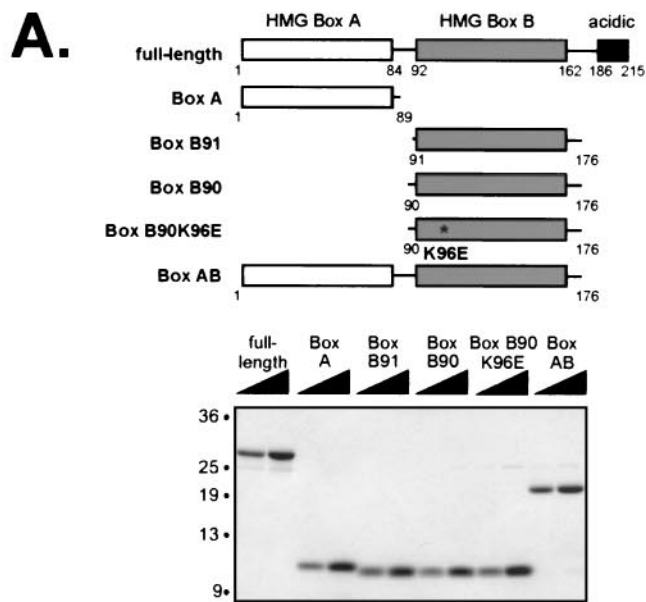 A.
HMG Box A HMG Box B acidic
full-length
1 84 92 162 186 215
Box A
1 89
Box B91
91 176
Box B90
90 176
Box B90K96E *
90 K96E 176
Box AB
1 176
full- Box Box Box Box B90 Box
length A B91 B90 K96E AB
36
25
19
13
9